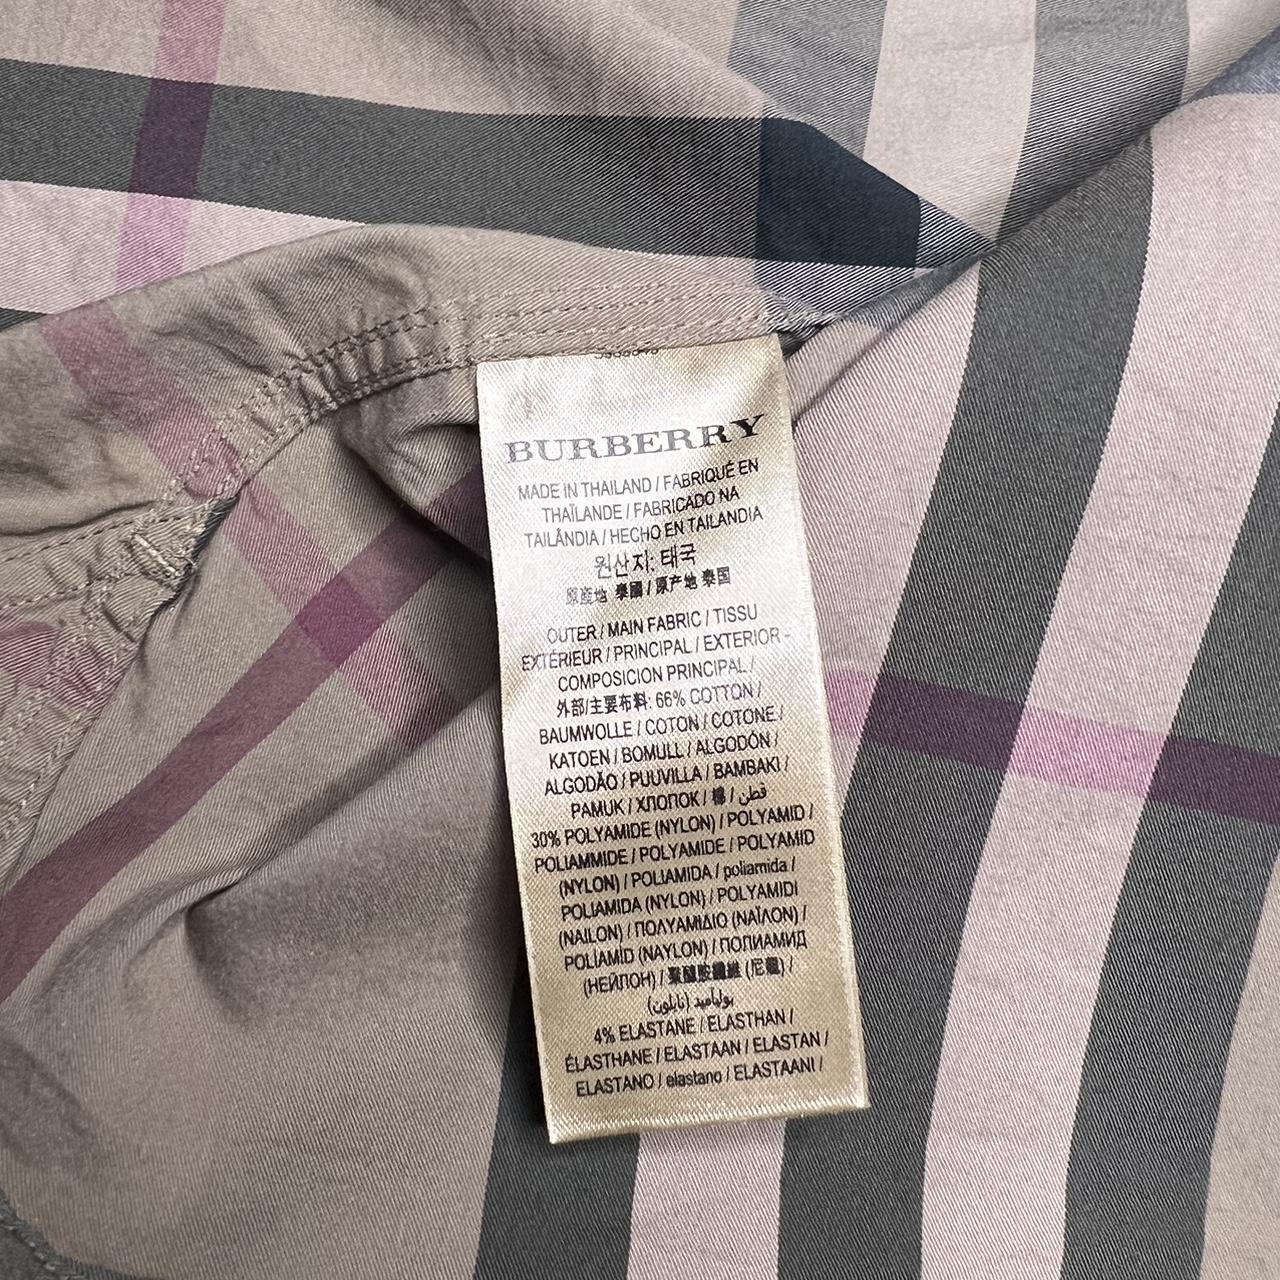 BURBERRY
MADE IN THAILAND / FABRIQUÉ EN
THAÏLANDE / FABRICADO NA
TAILÂNDIA / HECHO EN TAILANDIA
원산지: 태국
原産地 泰國 / 原产地 泰国
OUTER / MAIN FABRIC / TISSU
EXTÉRIEUR / PRINCIPAL / EXTERIOR -
COMPOSICION PRINCIPAL /
外部/主要布料: 66% COTTON /
BAUMWOLLE / COTON / COTONE /
KATOEN / BOMULL / ALGODÓN /
ALGODÃO / PUUVILLA / BAMBAKI /
PAMUK / ХЛОПОК / 棉 / قطن /
30% POLYAMIDE (NYLON) / POLYAMID /
POLIAMMIDE / POLYAMIDE / POLYAMID
(NYLON) / POLIAMIDA / poliamida /
POLIAMIDA (NYLON) / POLYAMIDI
(NAILON) / ΠΟΛΥΑΜΙΔΙΟ (ΝΑΪΛΟΝ) /
POLİAMİD (NAYLON) / ПОЛИАМИД
(НЕЙЛОН) / 聚醯胺纖維 (尼龍) /
بولياميد (نايلون)
4% ELASTANE / ELASTHAN /
ÉLASTHANE / ELASTAAN / ELASTAN /
ELASTANO / elastano / ELASTAANI /